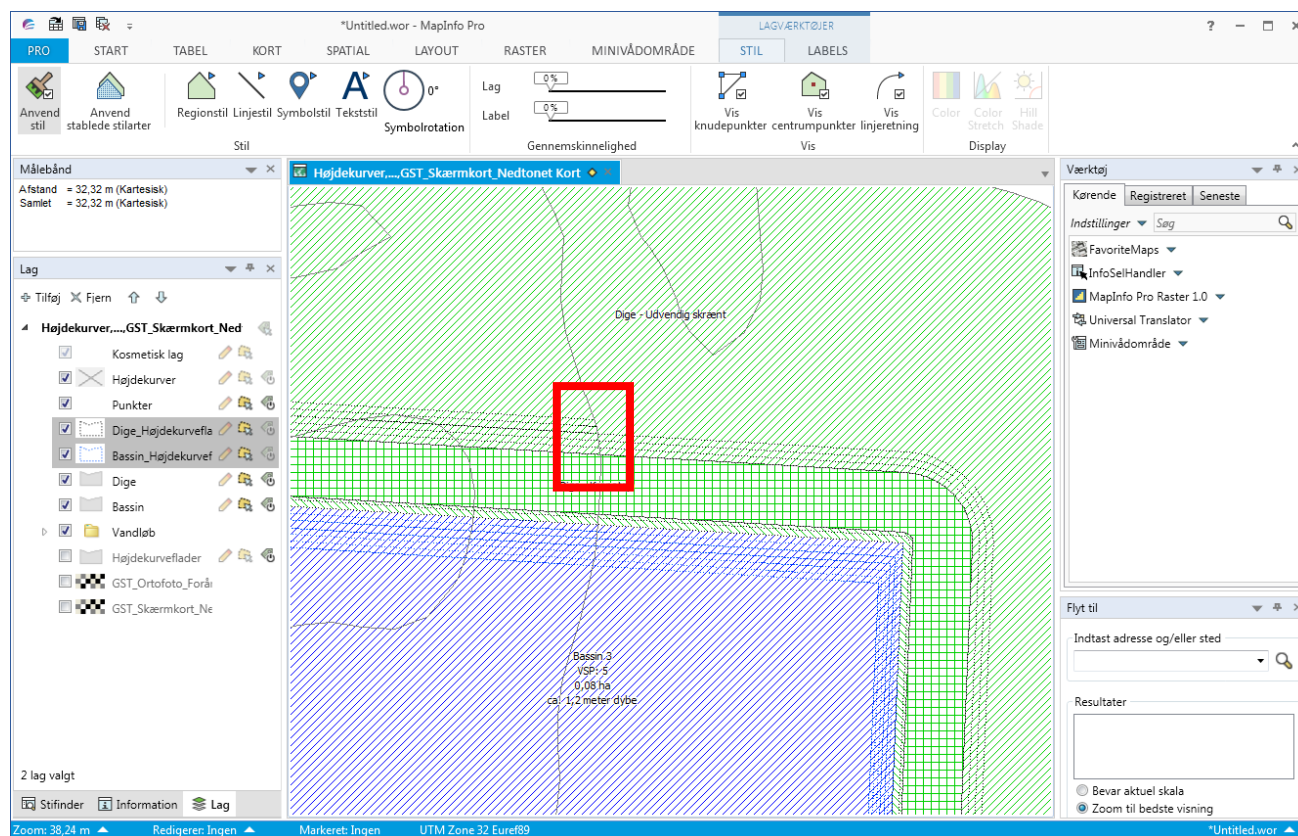 *Untitled.wor - MapInfo Pro
LAGVÆRKTØJER
?
PRO START TABEL KORT SPATIAL LAYOUT RASTER MINIVÅDOMRÅDE STIL LABELS
Anvend stil
Anvend stablede stilarter
Regionstil Linjestil Symbolstil Tekststil
0°
Symbolrotation
Stil
Lag 0 %
Label 0 %
Gennemskinnelighed
Vis knudepunkter
Vis centrumpunkter
Vis linjeretning
Vis
Color
Color Stretch
Hill Shade
Display
Målebånd
Afstand = 32,32 m (Kartesisk)
Samlet = 32,32 m (Kartesisk)
Lag
Tilføj Fjern
Højdekurver,...,GST_Skærmkort_Ned
Kosmetisk lag
Højdekurver
Punkter
Dige_Højdekurvefla
Bassin_Højdekurvef
Dige
Bassin
Vandløb
Højdekurveflader
GST_Ortofoto_Forår
GST_Skærmkort_Ne
2 lag valgt
Stifinder Information Lag
Højdekurver,...,GST_Skærmkort_Nedtonet Kort
Dige - Udvendig skrænt
Bassin 3
VSP: 5
0,08 ha
ca. 1,2 meter dybe
Værktøj
Kørende Registreret Seneste
Indstillinger Søg
FavoriteMaps
InfoSelHandler
MapInfo Pro Raster 1.0
Universal Translator
Minivådområde
Flyt til
Indtast adresse og/eller sted
Resultater
Bevar aktuel skala
Zoom til bedste visning
Zoom: 38,24 m Redigerer: Ingen Markeret: Ingen UTM Zone 32 Euref89 *Untitled.wor